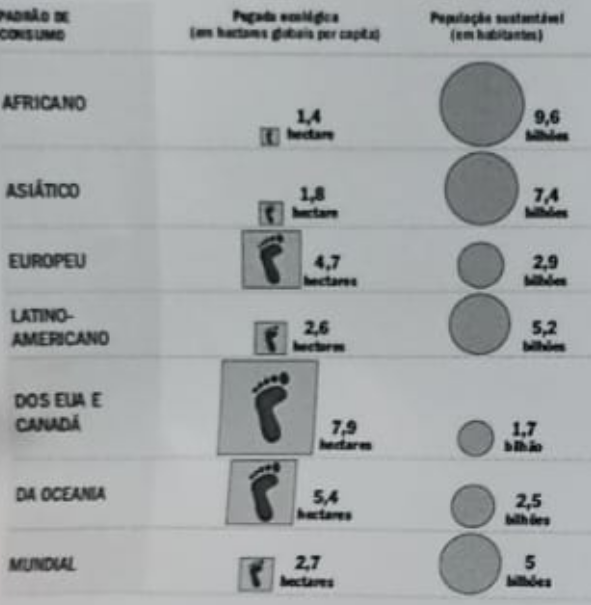 PADRÃO DE
CONSUMO
Pegada ecológica
(em hectares globais per capita)
População sustentável
(em habitantes)
AFRICANO
1,4
hectare
9,6
bilhões
ASIÁTICO
1,8
hectare
7,4
bilhões
EUROPEU
4,7
hectares
2,9
bilhões
LATINO-
AMERICANO
2,6
hectares
5,2
bilhões
DOS EUA E
CANADÁ
7,9
hectares
1,7
bilhão
DA OCEANIA
5,4
hectares
2,5
bilhões
MUNDIAL
2,7
hectares
5
bilhões